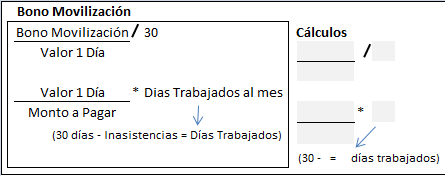 Bono Movilización
Bono Movilización / 30
Valor 1 Día
Valor 1 Día * Dias Trabajados al mes
Monto a Pagar
(30 días - Inasistencias = Días Trabajados)
Cálculos
/
*
(30 - = días trabajados)